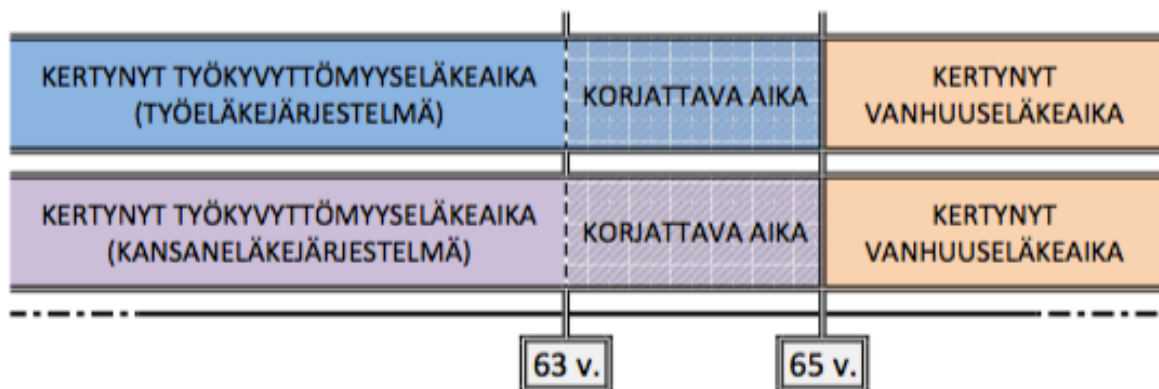 KERTYNYT TYÖKYVYTTÖMYYSELÄKEAIKA
(TYÖELÄKEJÄRJESTELMÄ)
KORJATTAVA AIKA
KERTYNYT
VANHUUSELÄKEAIKA
KERTYNYT TYÖKYVYTTÖMYYSELÄKEAIKA
(KANSANELÄKEJÄRJESTELMÄ)
KORJATTAVA AIKA
KERTYNYT
VANHUUSELÄKEAIKA
63 v.
65 v.